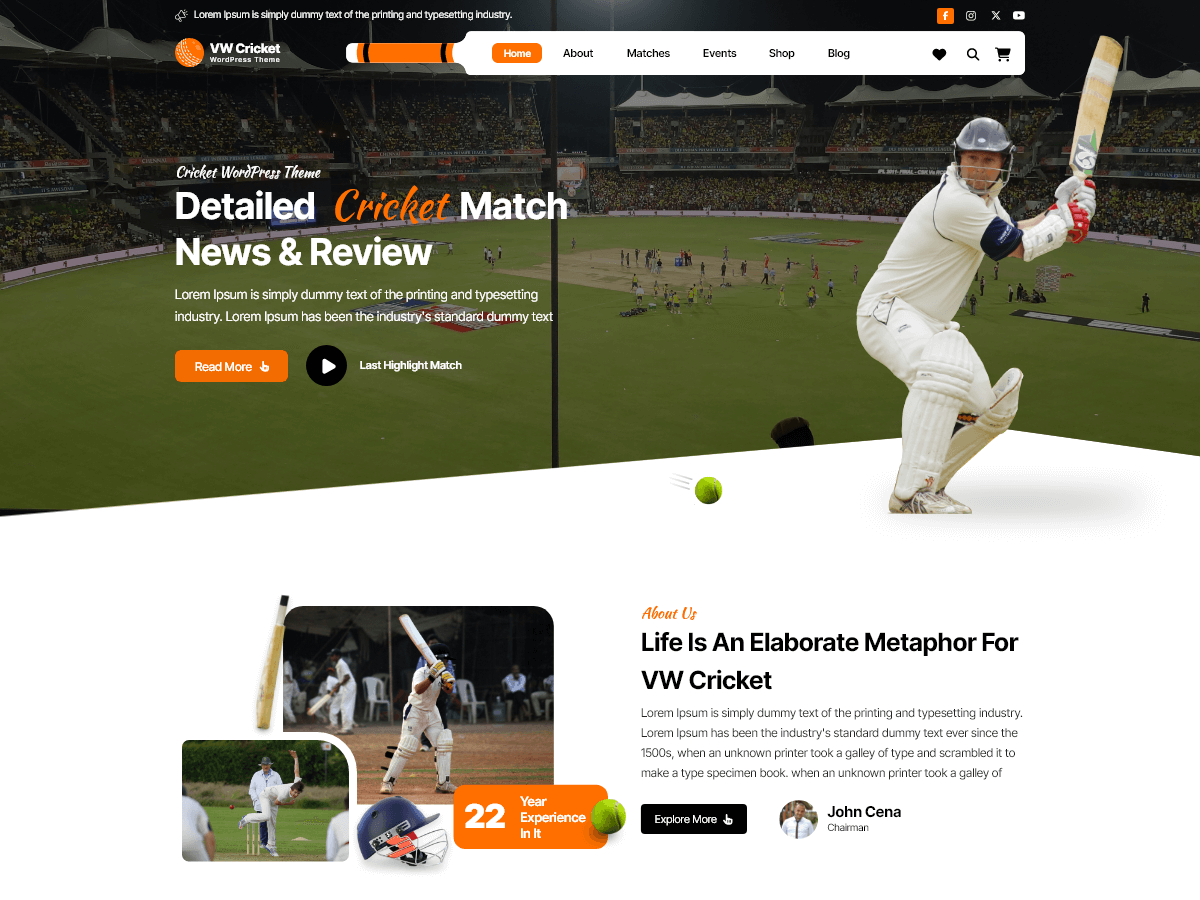 Lorem Ipsum is simply dummy text of the printing and typesetting industry.
VW Cricket
WordPress Theme
Home
About
Matches
Events
Shop
Blog
Cricket WordPress Theme
Detailed Cricket Match
News & Review
Lorem Ipsum is simply dummy text of the printing and typesetting
industry. Lorem Ipsum has been the industry's standard dummy text
Read More
Last Highlight Match
About Us
Life Is An Elaborate Metaphor For
VW Cricket
Lorem Ipsum is simply dummy text of the printing and typesetting industry.
Lorem Ipsum has been the industry's standard dummy text ever since the
1500s, when an unknown printer took a galley of type and scrambled it to
make a type specimen book. when an unknown printer took a galley of
22
Year
Experience
In It
Explore More
John Cena
Chairman